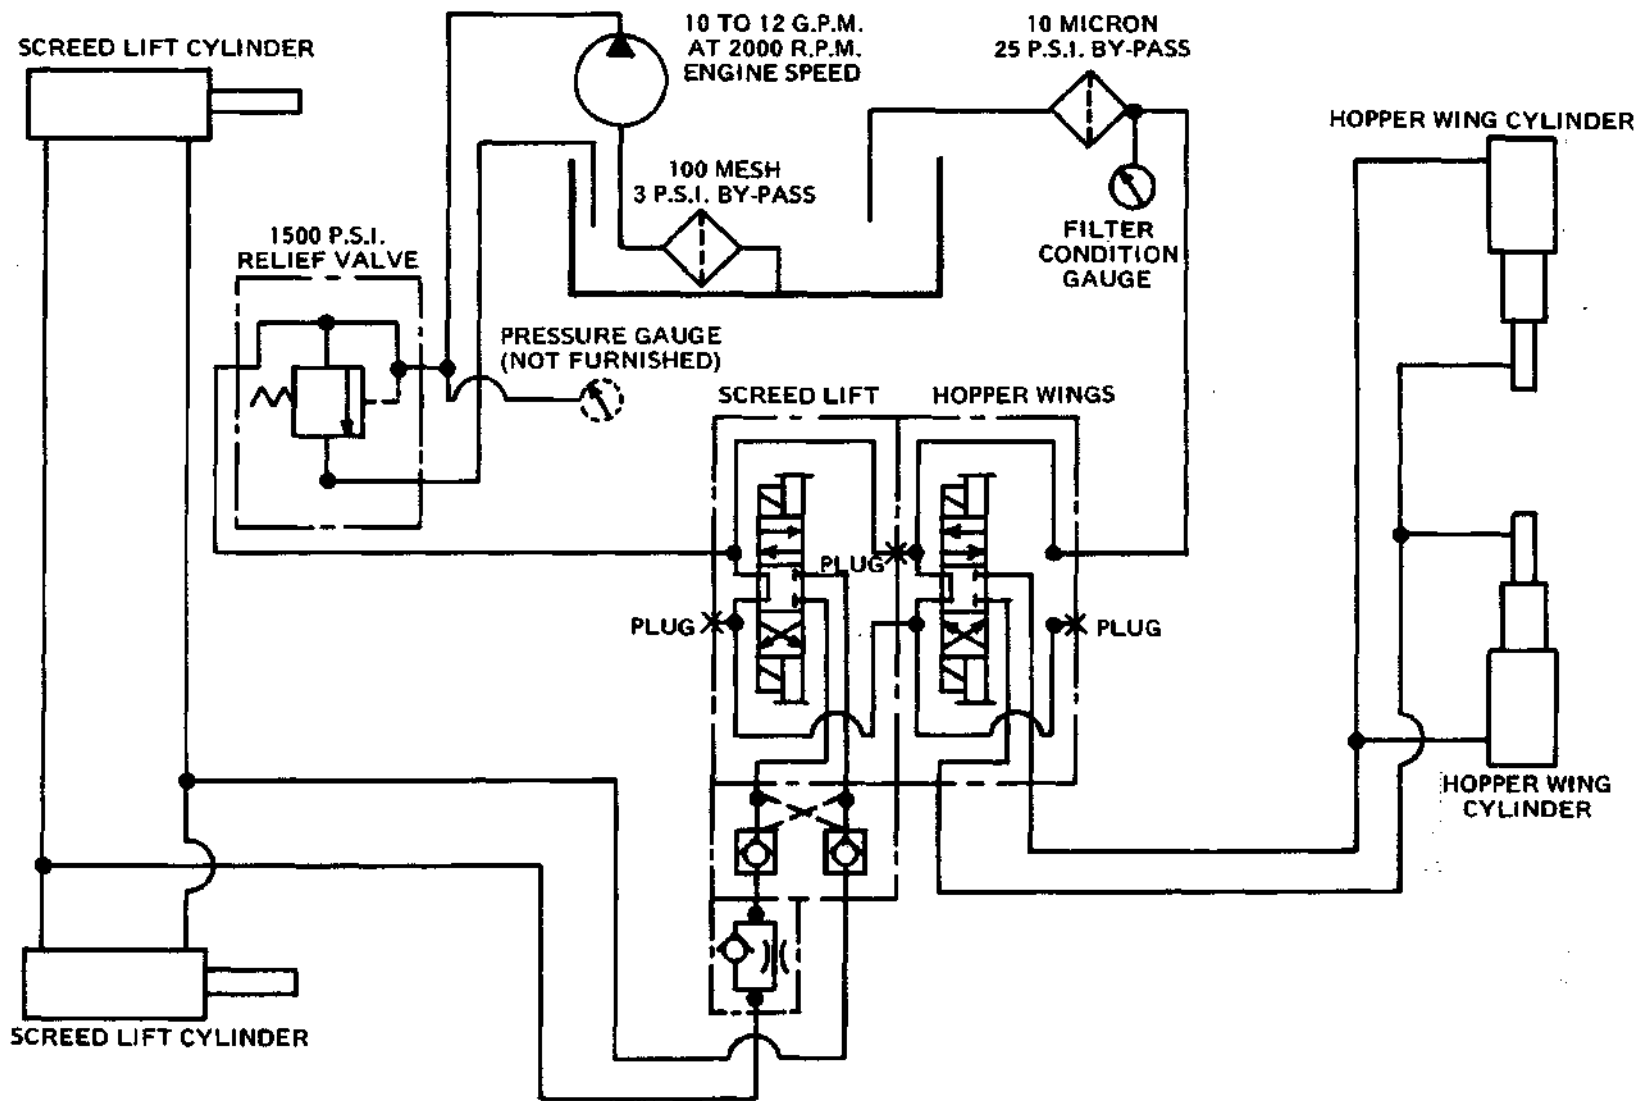 SCREED LIFT CYLINDER
10 TO 12 G.P.M.
AT 2000 R.P.M.
ENGINE SPEED
10 MICRON
25 P.S.I. BY-PASS
HOPPER WING CYLINDER
100 MESH
3 P.S.I. BY-PASS
1500 P.S.I.
RELIEF VALVE
FILTER
CONDITION
GAUGE
PRESSURE GAUGE
(NOT FURNISHED)
SCREED LIFT
HOPPER WINGS
PLUG
PLUG
PLUG
HOPPER WING
CYLINDER
SCREED LIFT CYLINDER